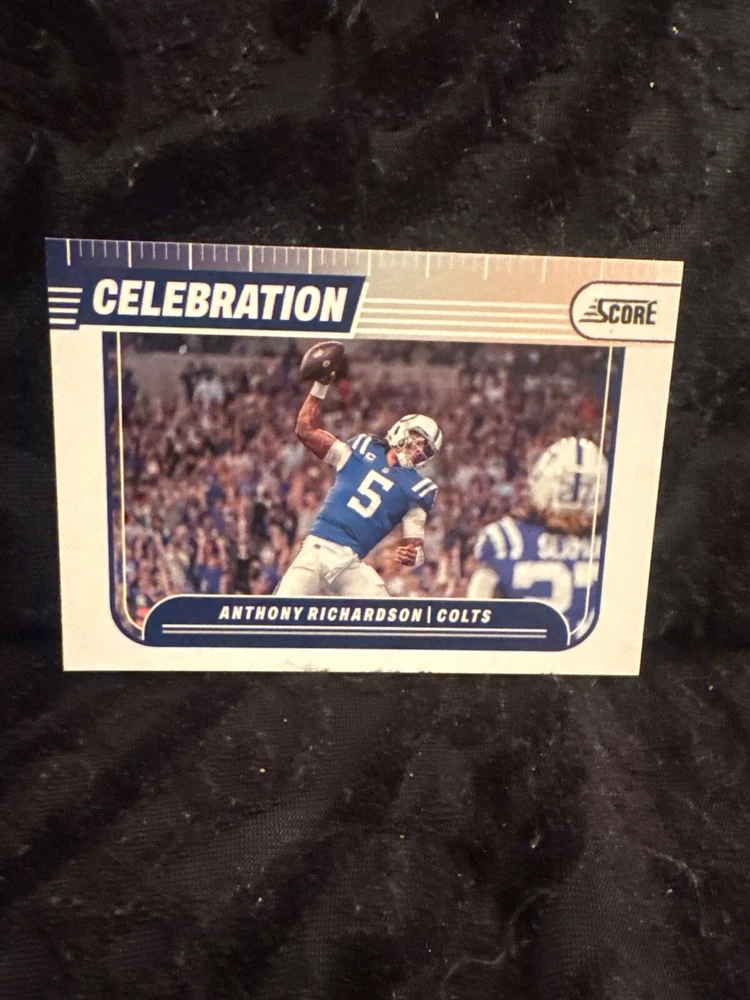 CELEBRATION
SCORE
5
ANTHONY RICHARDSON | COLTS